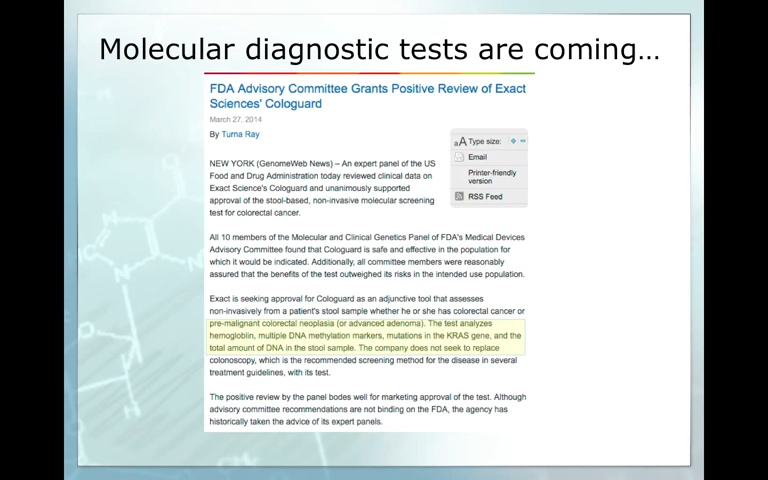 Molecular diagnostic tests are coming…
FDA Advisory Committee Grants Positive Review of Exact
Sciences' Cologuard
March 27, 2014
By Turna Ray
aA Type size:
Email
Printer-friendly
version
RSS Feed
NEW YORK (GenomeWeb News) – An expert panel of the US
Food and Drug Administration today reviewed clinical data on
Exact Science's Cologuard and unanimously supported
approval of the stool-based, non-invasive molecular screening
test for colorectal cancer.
All 10 members of the Molecular and Clinical Genetics Panel of FDA's Medical Devices
Advisory Committee found that Cologuard is safe and effective in the population for
which it would be indicated. Additionally, all committee members were reasonably
assured that the benefits of the test outweighed its risks in the intended use population.
Exact is seeking approval for Cologuard as an adjunctive tool that assesses
non-invasively from a patient's stool sample whether he or she has colorectal cancer or
pre-malignant colorectal neoplasia (or advanced adenoma). The test analyzes
hemoglobin, multiple DNA methylation markers, mutations in the KRAS gene, and the
total amount of DNA in the stool sample. The company does not seek to replace
colonoscopy, which is the recommended screening method for the disease in several
treatment guidelines, with its test.
The positive review by the panel bodes well for marketing approval of the test. Although
advisory committee recommendations are not binding on the FDA, the agency has
historically taken the advice of its expert panels.